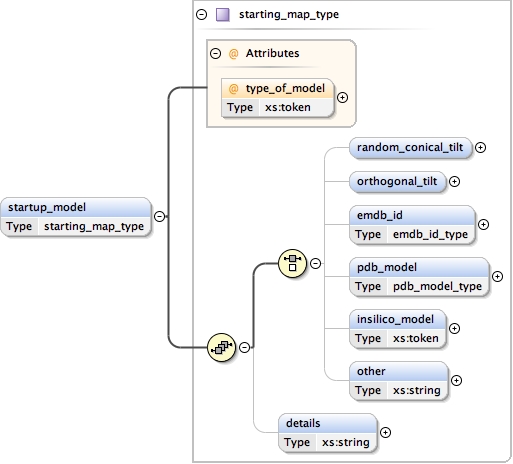 starting_map_type
@ Attributes
@ type_of_model
Type xs:token
random_conical_tilt
orthogonal_tilt
startup_model
Type starting_map_type
emdb_id
Type emdb_id_type
pdb_model
Type pdb_model_type
insilico_model
Type xs:token
other
Type xs:string
details
Type xs:string